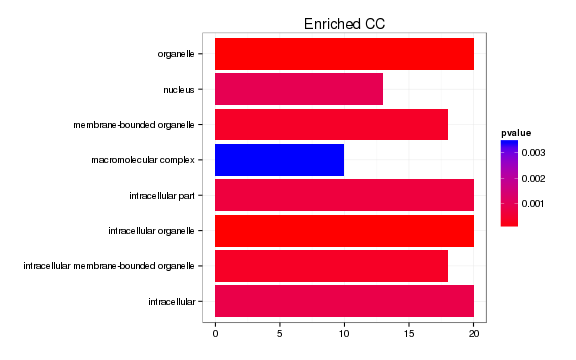 Enriched CC
organelle
nucleus
membrane-bounded organelle
macromolecular complex
intracellular part
intracellular organelle
intracellular membrane-bounded organelle
intracellular
0 5 10 15 20
pvalue
0.003
0.002
0.001